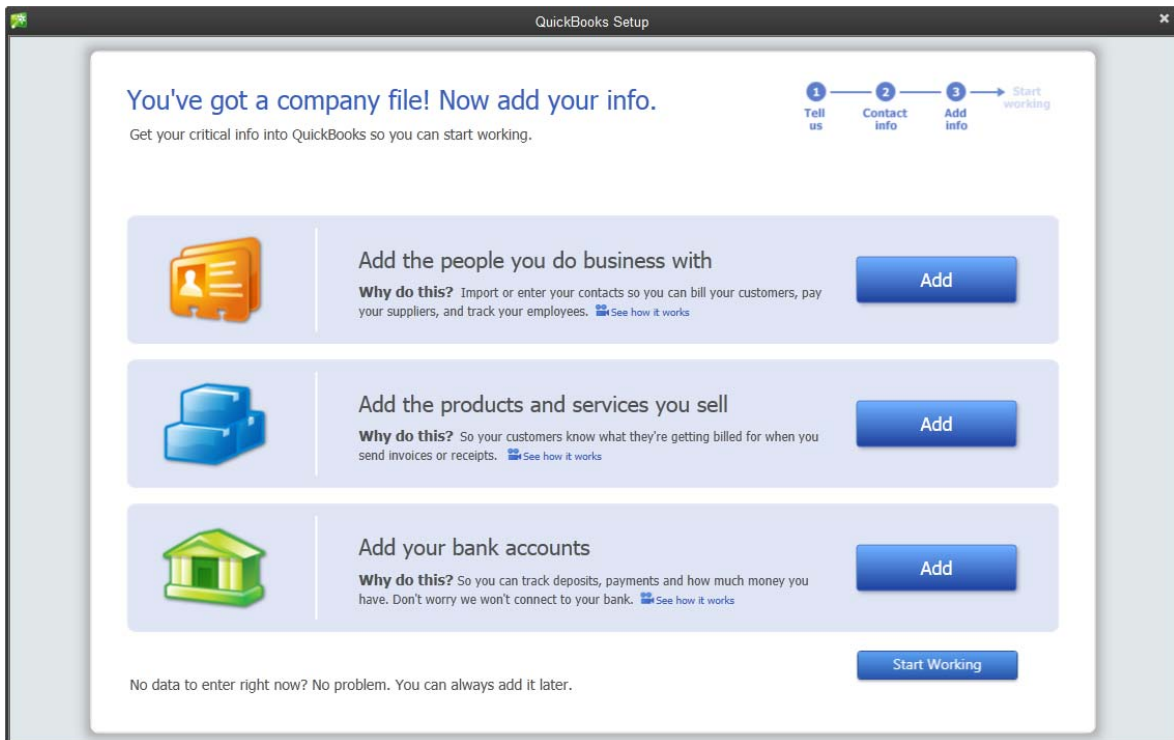 QuickBooks Setup
You've got a company file! Now add your info.
Get your critical info into QuickBooks so you can start working.
1
Tell
us
2
Contact
info
3
Add
info
Start
working
Add the people you do business with
Why do this? Import or enter your contacts so you can bill your customers, pay
your suppliers, and track your employees. See how it works
Add
Add the products and services you sell
Why do this? So your customers know what they're getting billed for when you
send invoices or receipts. See how it works
Add
Add your bank accounts
Why do this? So you can track deposits, payments and how much money you
have. Don't worry we won't connect to your bank. See how it works
Add
Start Working
No data to enter right now? No problem. You can always add it later.